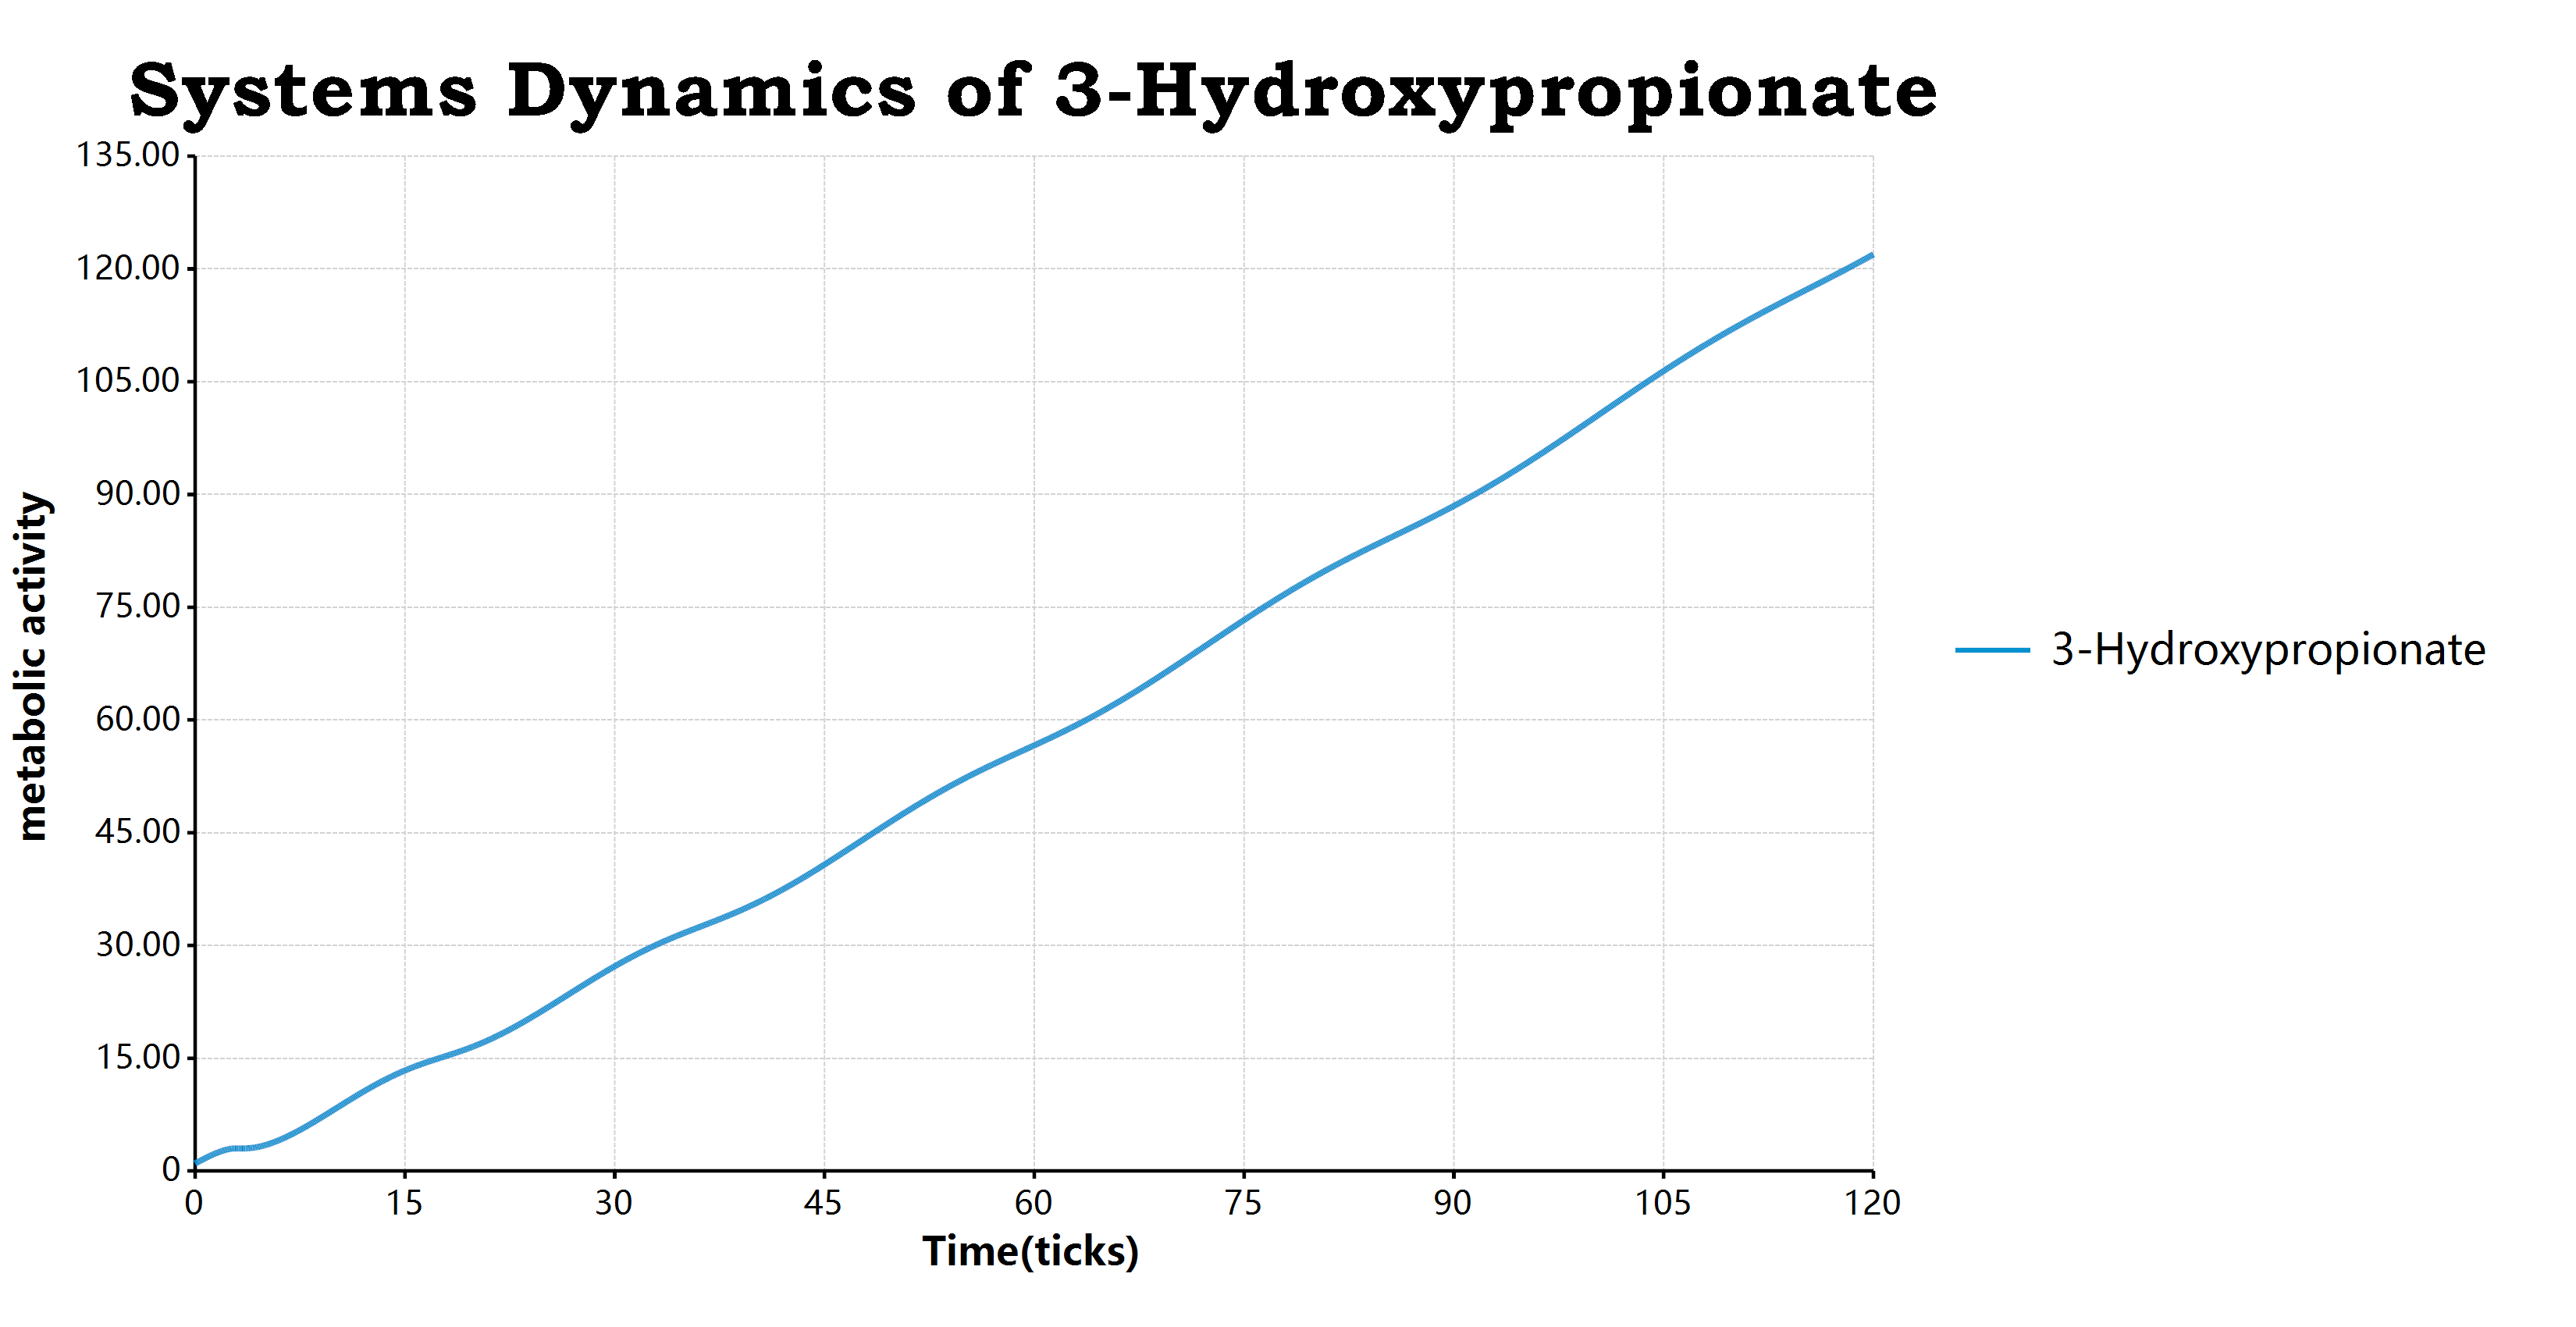 Systems Dynamics of 3-Hydroxypropionate
135.00
120.00
105.00
90.00
75.00
60.00
45.00
30.00
15.00
0
metabolic activity
0 15 30 45 60 75 90 105 120
Time(ticks)
3-Hydroxypropionate